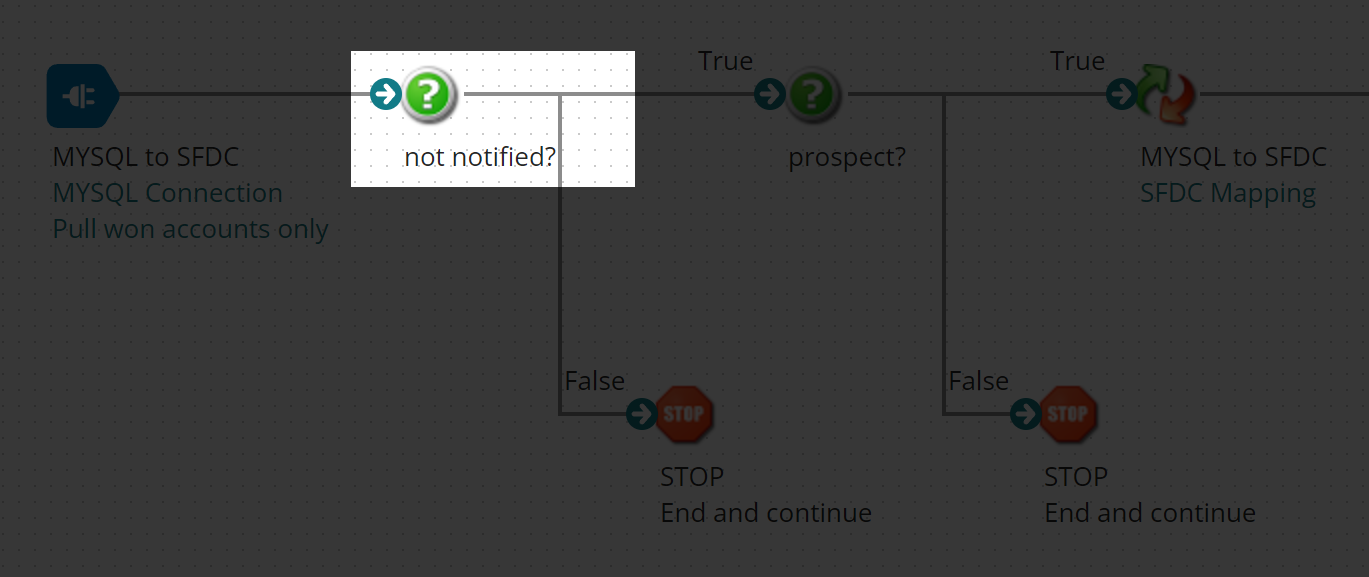 True
True
?
?
MYSQL to SFDC
MYSQL Connection
Pull won accounts only
not notified?
prospect?
MYSQL to SFDC
SFDC Mapping
False
False
STOP
STOP
STOP
End and continue
STOP
End and continue